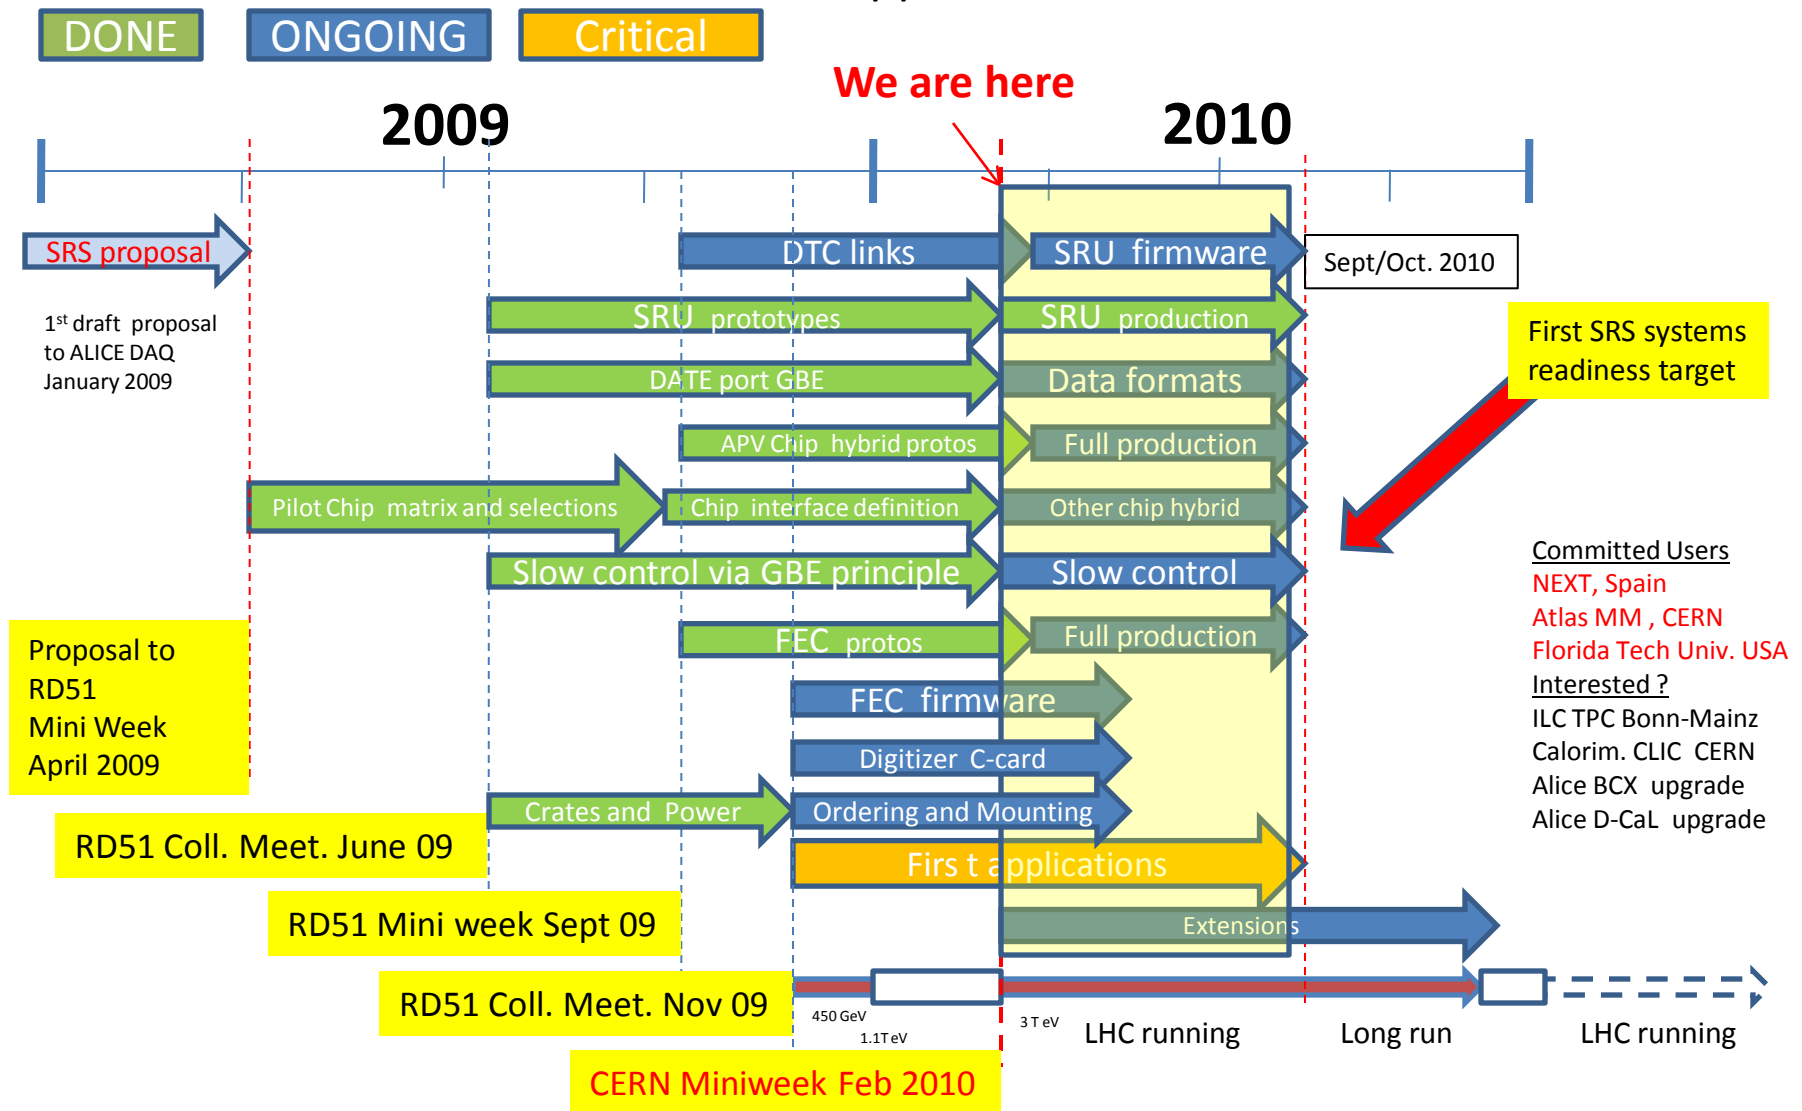 DONE
ONGOING
Critical
We are here
2009
2010
SRS proposal
DTC links
SRU firmware
Sept/Oct. 2010
1st draft proposal
to ALICE DAQ
January 2009
SRU prototypes
SRU production
First SRS systems
readiness target
DATE port GBE
Data formats
APV Chip hybrid protos
Full production
Pilot Chip matrix and selections
Chip interface definition
Other chip hybrid
Slow control via GBE principle
Slow control
Committed Users
NEXT, Spain
Atlas MM , CERN
Florida Tech Univ. USA
Interested ?
ILC TPC Bonn-Mainz
Calorim. CLIC CERN
Alice BCX upgrade
Alice D-CaL upgrade
FEC protos
Full production
Proposal to
RD51
Mini Week
April 2009
FEC firmware
Digitizer C-card
Crates and Power
Ordering and Mounting
RD51 Coll. Meet. June 09
Firs t applications
RD51 Mini week Sept 09
Extensions
RD51 Coll. Meet. Nov 09
450 GeV
1.1TeV
3 TeV
LHC running
Long run
LHC running
CERN Miniweek Feb 2010